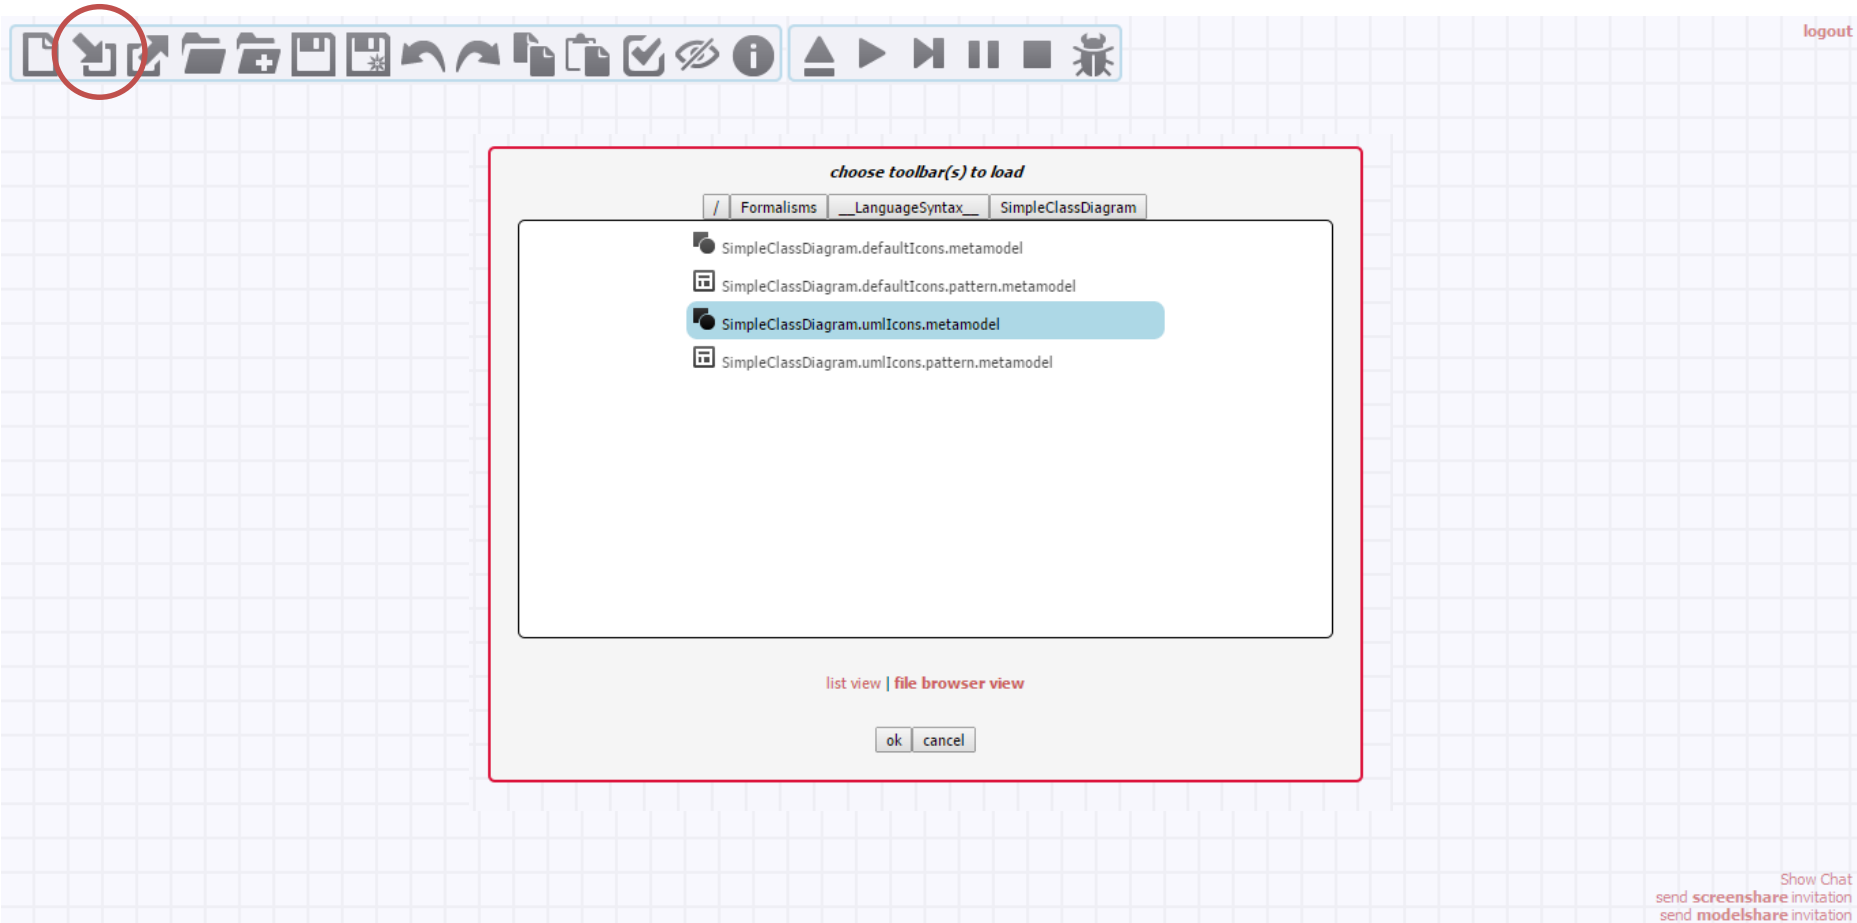 logout
choose toolbar(s) to load
/ Formalisms __LanguageSyntax__ SimpleClassDiagram
SimpleClassDiagram.defaultIcons.metamodel
SimpleClassDiagram.defaultIcons.pattern.metamodel
SimpleClassDiagram.umlIcons.metamodel
SimpleClassDiagram.umlIcons.pattern.metamodel
list view | file browser view
ok cancel
Show Chat
send screenshare invitation
send modelshare invitation